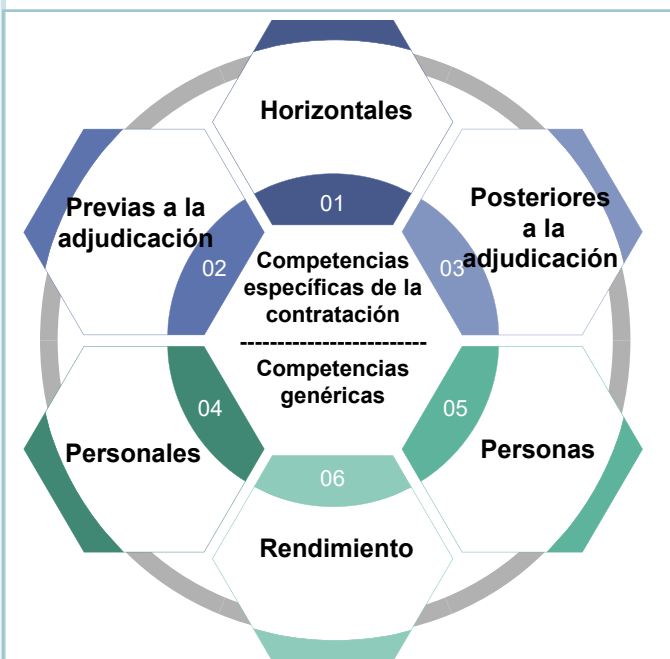 Horizontales
01
Previas a la
adjudicación
02
Posteriores
a la
adjudicación
03
Competencias
específicas de la
contratación
-------------------------
Competencias
genéricas
04
Personales
05
Personas
06
Rendimiento